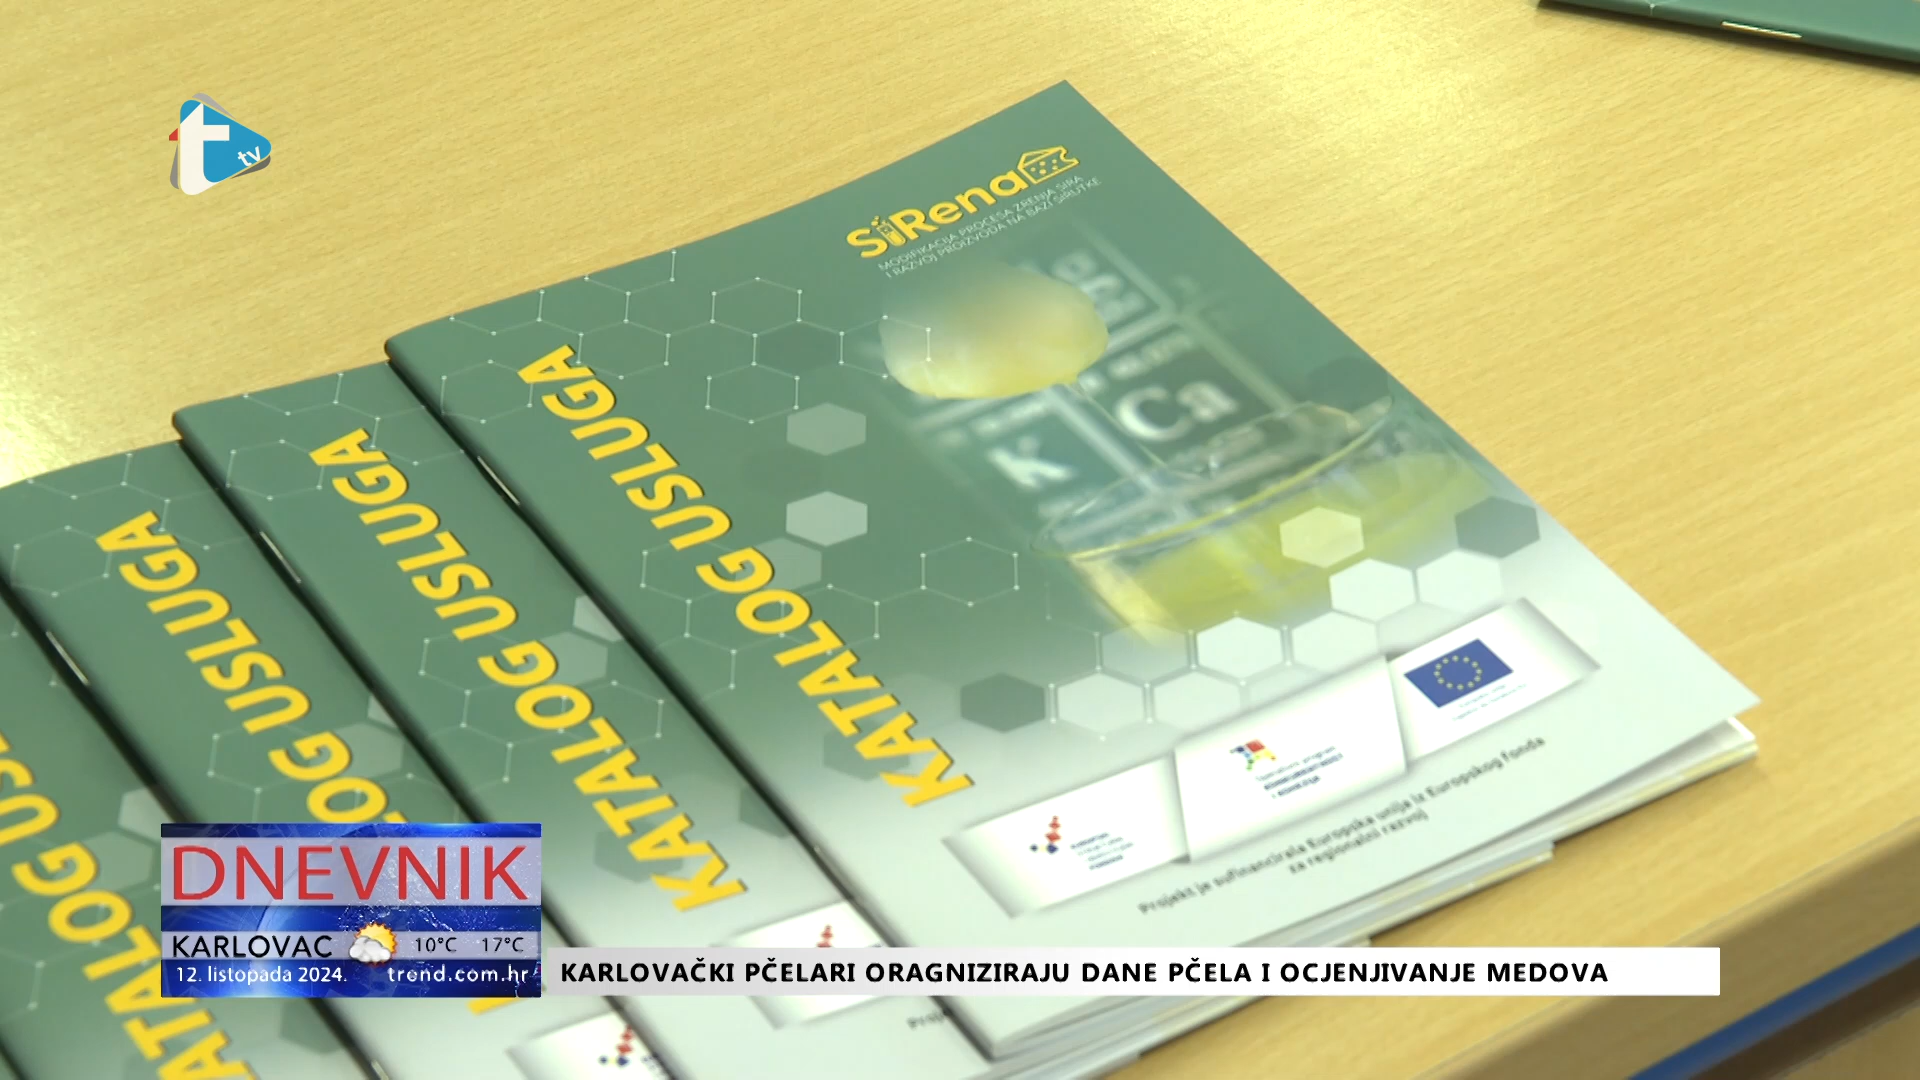 t tv
SiRena
MODIFIKACIJA PROCESA ZRENJA SIRA
I RAZVOJ PROIZVODA NA BAZI SIRUTKE
Ca
K
KATALOG USLUGA
KATALOG USLUGA
KATALOG USLUGA
KONKURENTNOST
I KOHEZIJA
Projekt je sufinancirala Europska unija iz Europskog fonda
za regionalni razvoj
DNEVNIK
KARLOVAC 10°C 17°C
12. listopada 2024. trend.com.hr
KARLOVAČKI PČELARI ORAGNIZIRAJU DANE PČELA I OCJENJIVANJE MEDOVA